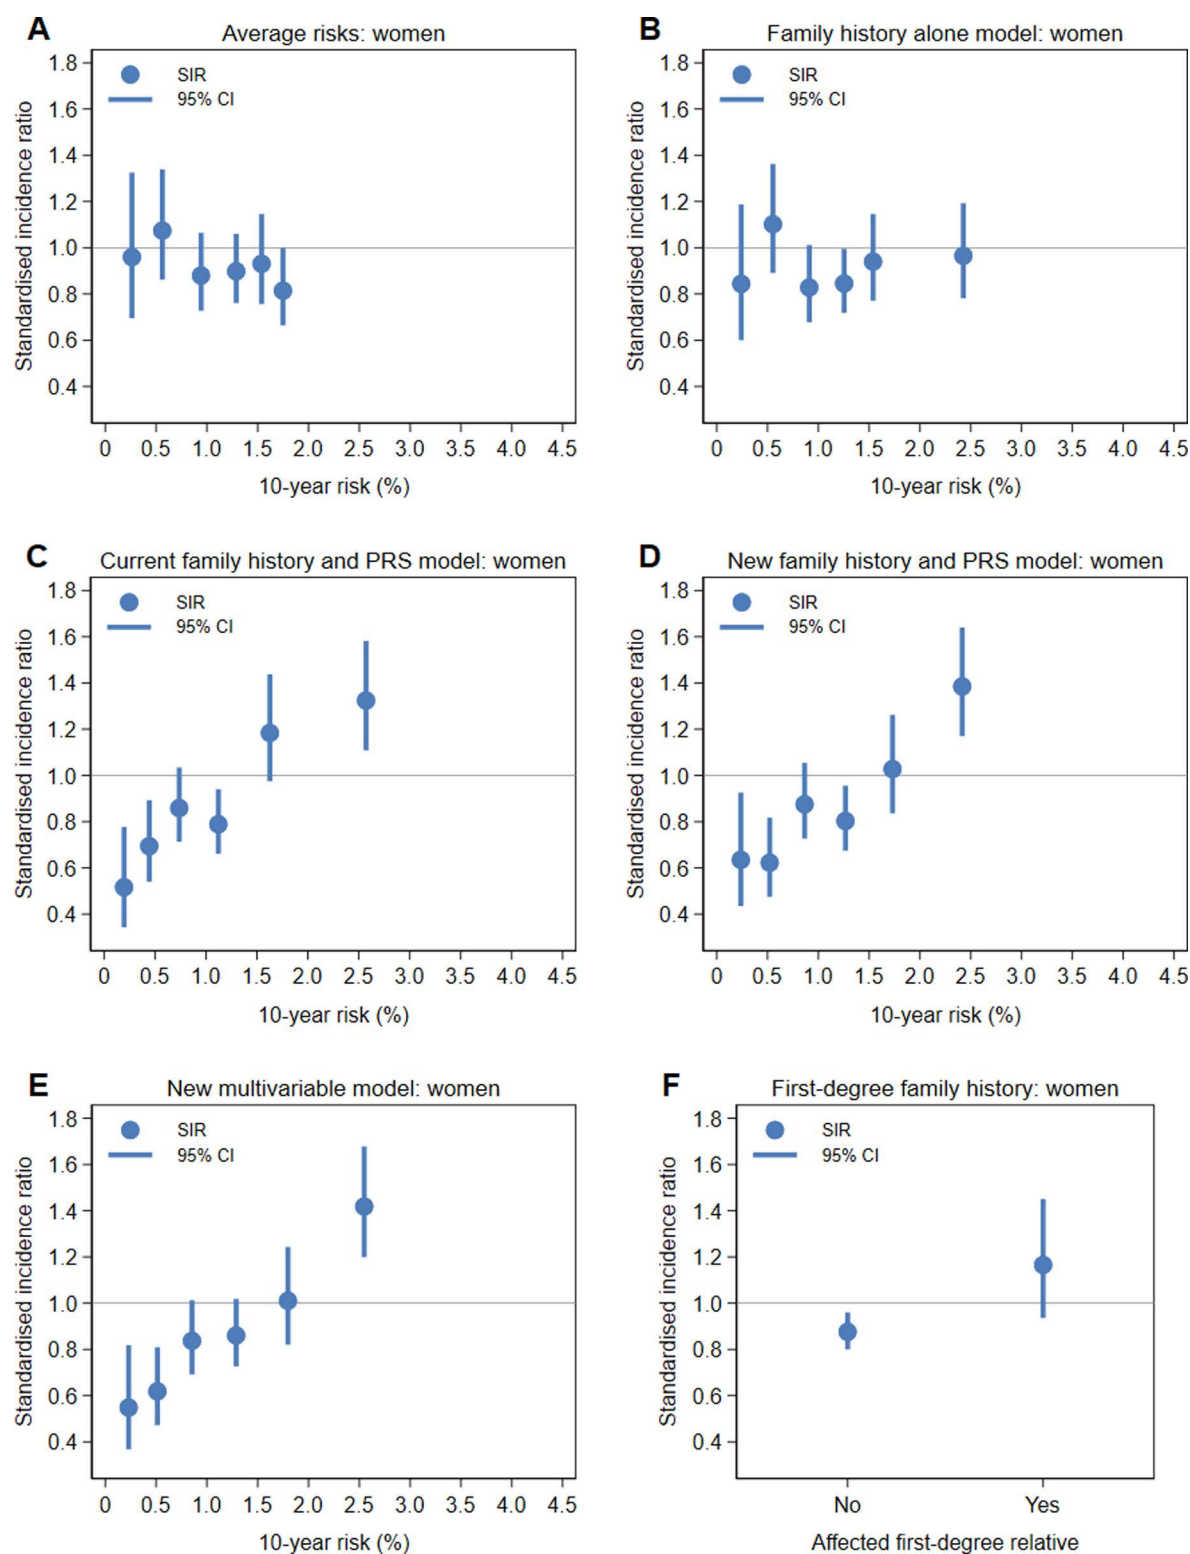 A
Average risks: women
SIR
95% CI
1.8
1.6
1.4
1.2
1.0
0.8
0.6
0.4
Standardised incidence ratio
0 0.5 1.0 1.5 2.0 2.5 3.0 3.5 4.0 4.5
10-year risk (%)
B
Family history alone model: women
SIR
95% CI
1.8
1.6
1.4
1.2
1.0
0.8
0.6
0.4
Standardised incidence ratio
0 0.5 1.0 1.5 2.0 2.5 3.0 3.5 4.0 4.5
10-year risk (%)
C
Current family history and PRS model: women
SIR
95% CI
1.8
1.6
1.4
1.2
1.0
0.8
0.6
0.4
Standardised incidence ratio
0 0.5 1.0 1.5 2.0 2.5 3.0 3.5 4.0 4.5
10-year risk (%)
D
New family history and PRS model: women
SIR
95% CI
1.8
1.6
1.4
1.2
1.0
0.8
0.6
0.4
Standardised incidence ratio
0 0.5 1.0 1.5 2.0 2.5 3.0 3.5 4.0 4.5
10-year risk (%)
E
New multivariable model: women
SIR
95% CI
1.8
1.6
1.4
1.2
1.0
0.8
0.6
0.4
Standardised incidence ratio
0 0.5 1.0 1.5 2.0 2.5 3.0 3.5 4.0 4.5
10-year risk (%)
F
First-degree family history: women
SIR
95% CI
1.8
1.6
1.4
1.2
1.0
0.8
0.6
0.4
Standardised incidence ratio
No Yes
Affected first-degree relative